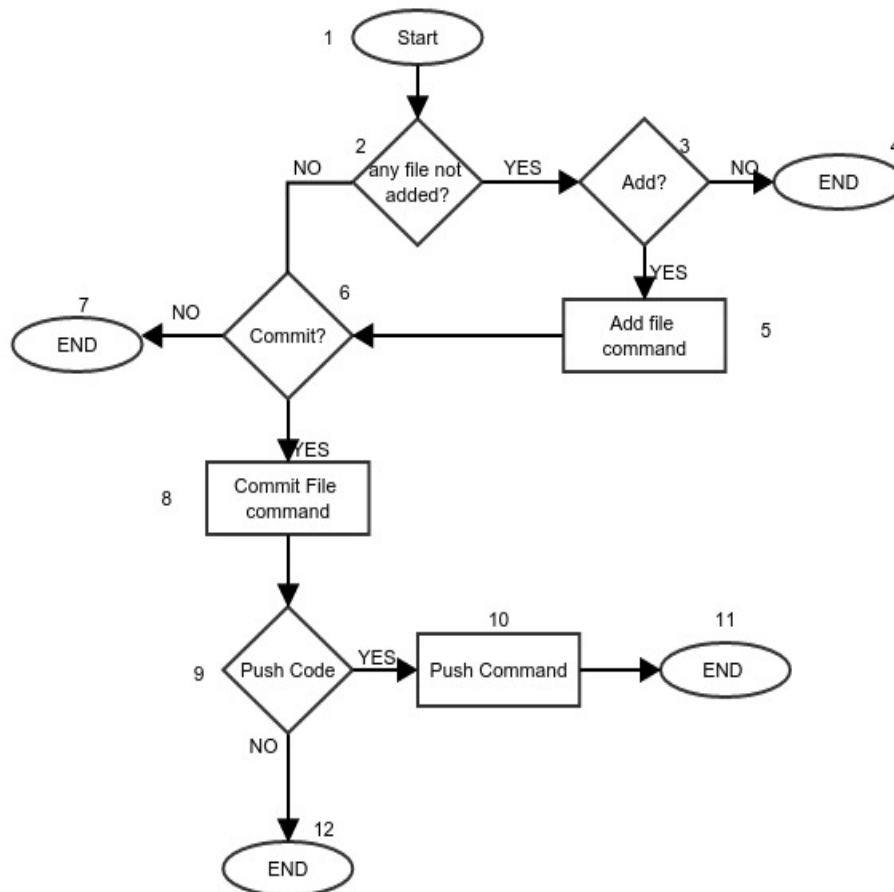 1
Start
2
3
4
NO
any file not
added?
YES
Add?
NO
END
YES
7
NO
6
END
Commit?
Add file
command
5
YES
8
Commit File
command
10
11
9
Push Code
YES
Push Command
END
NO
12
END